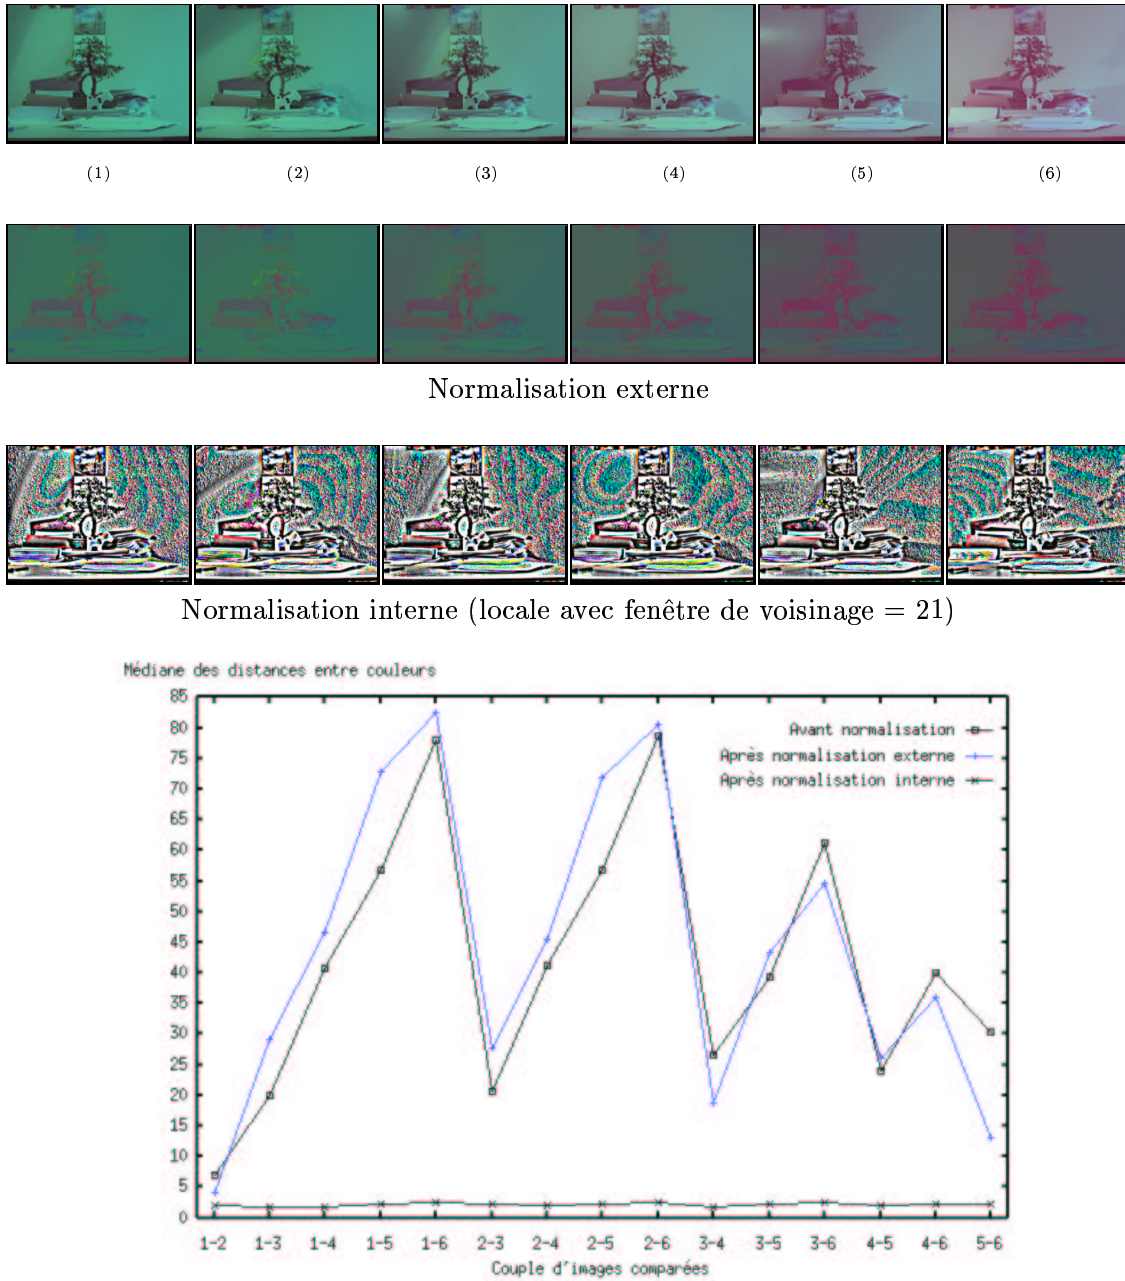 (1) (2) (3) (4) (5) (6)
Normalisation externe
Normalisation interne (locale avec fenêtre de voisinage = 21)
Médiane des distances entre couleurs
85
80
75
70
65
60
55
50
45
40
35
30
25
20
15
10
5
0
Avant normalisation
Après normalisation externe
Après normalisation interne
1-2 1-3 1-4 1-5 1-6 2-3 2-4 2-5 2-6 3-4 3-5 3-6 4-5 4-6 5-6
Couple d'images comparées